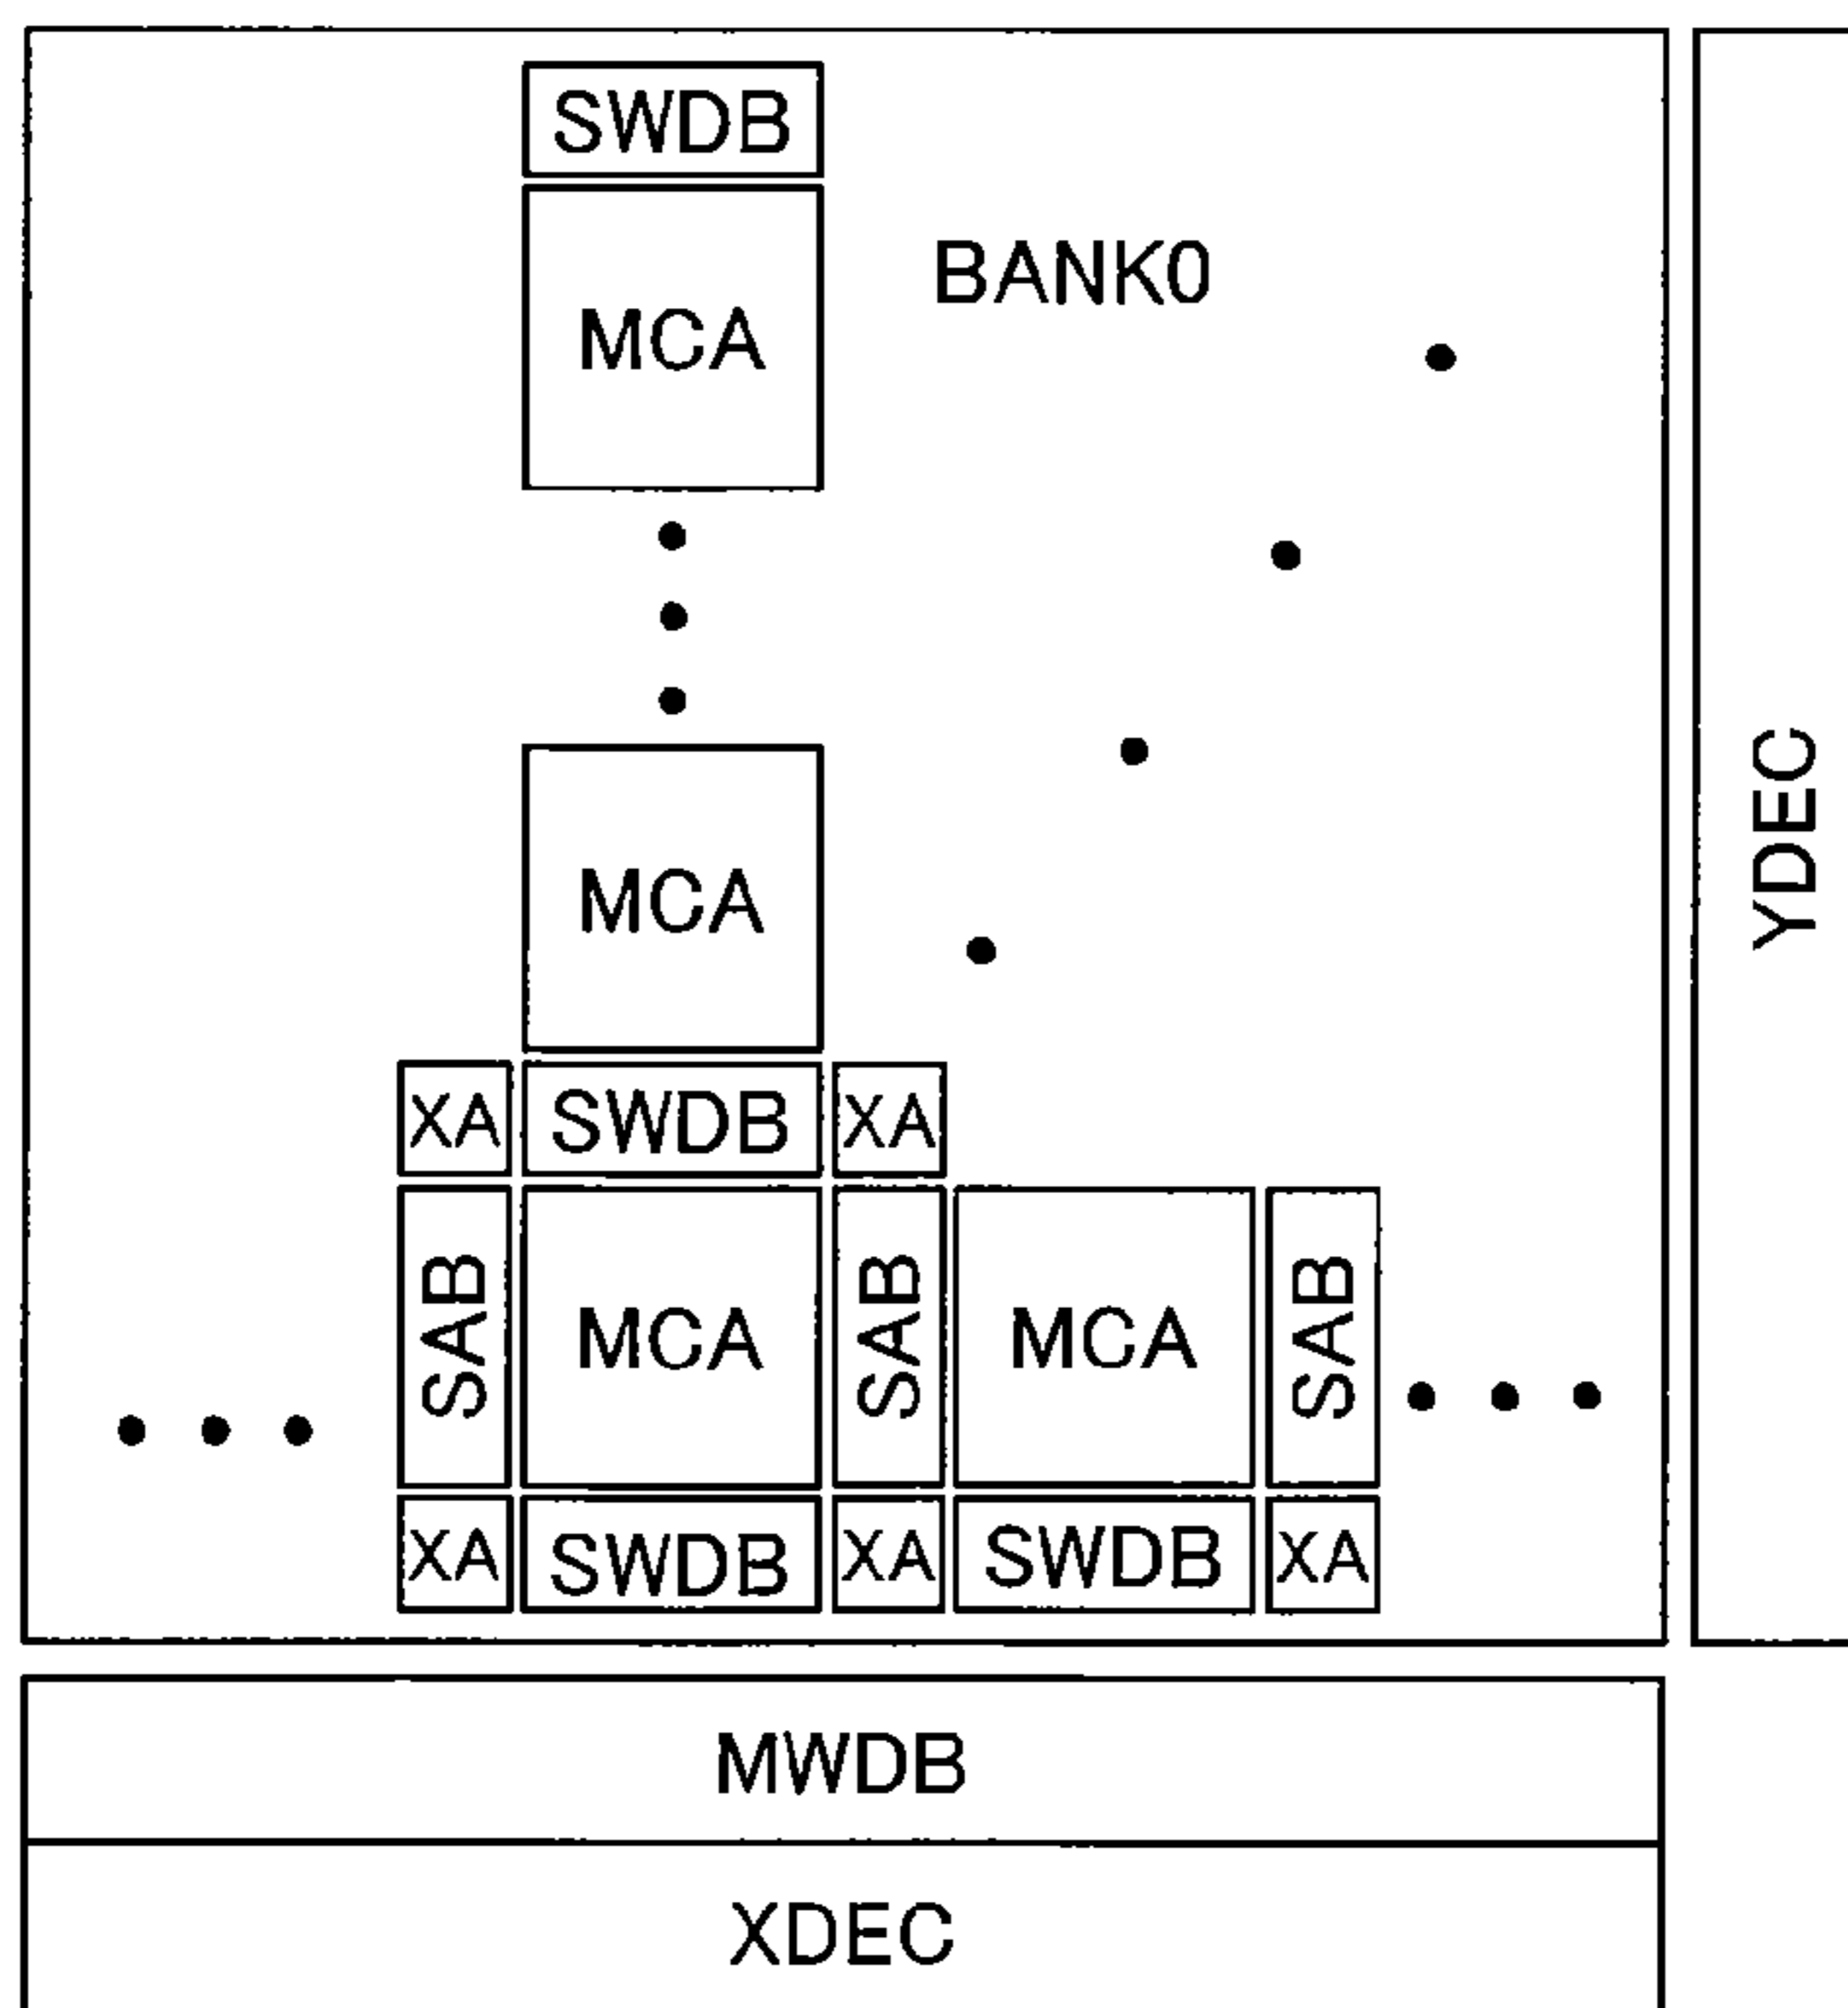 SWDB
MCA
BANK0
MCA
YDEC
XA SWDB XA
SAB MCA SAB MCA SAB
XA SWDB XA SWDB XA
MWDB
XDEC